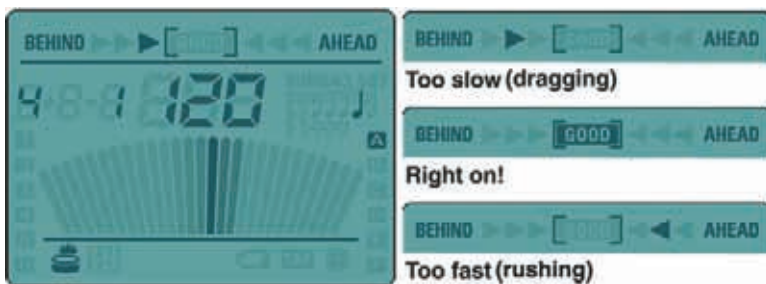 BEHIND AHEAD
4 1 120
A
BEHIND AHEAD
Too slow (dragging)
BEHIND GOOD AHEAD
Right on!
BEHIND AHEAD
Too fast (rushing)